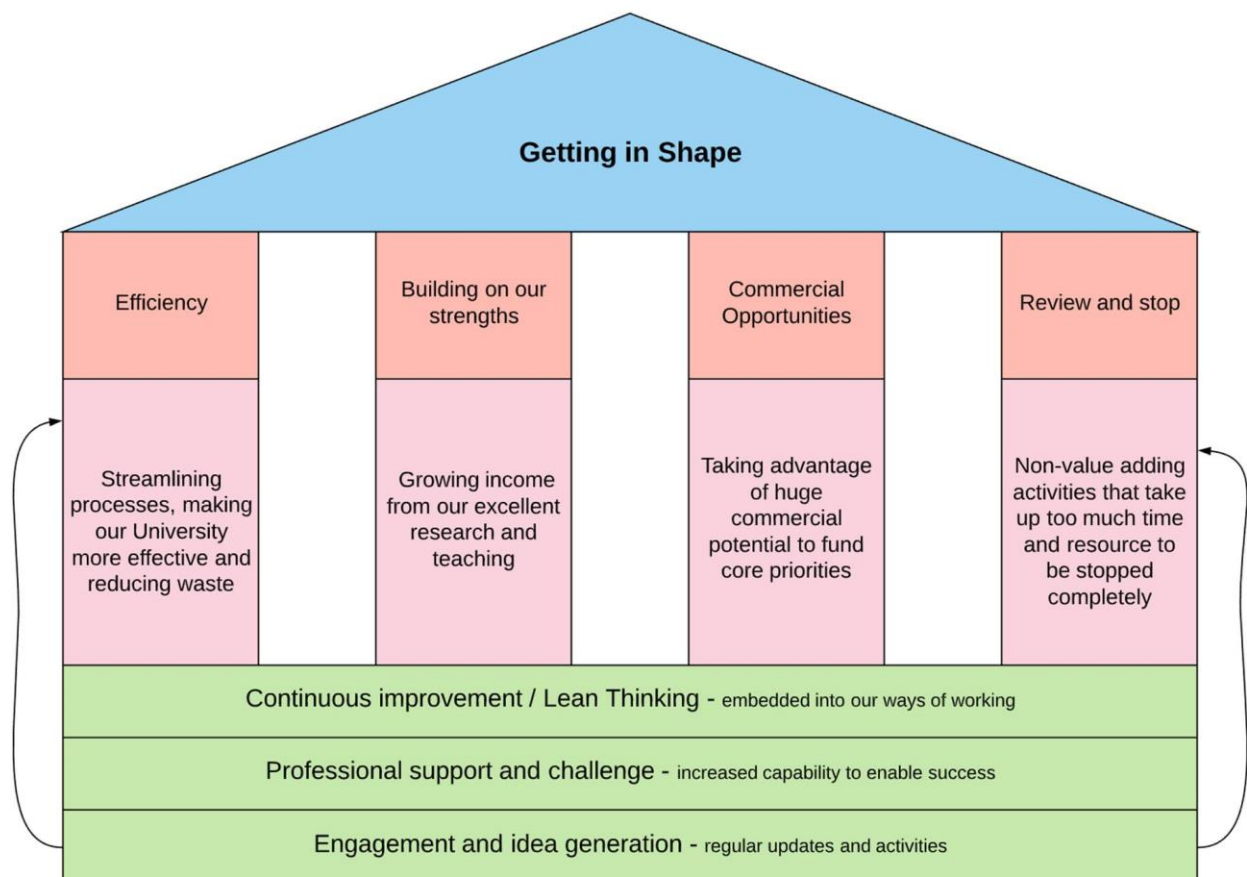 Getting in Shape
Efficiency
Building on our
strengths
Commercial
Opportunities
Review and stop
Streamlining
processes, making
our University
more effective and
reducing waste
Growing income
from our excellent
research and
teaching
Taking advantage
of huge
commercial
potential to fund
core priorities
Non-value adding
activities that take
up too much time
and resource to
be stopped
completely
Continuous improvement / Lean Thinking - embedded into our ways of working
Professional support and challenge - increased capability to enable success
Engagement and idea generation - regular updates and activities